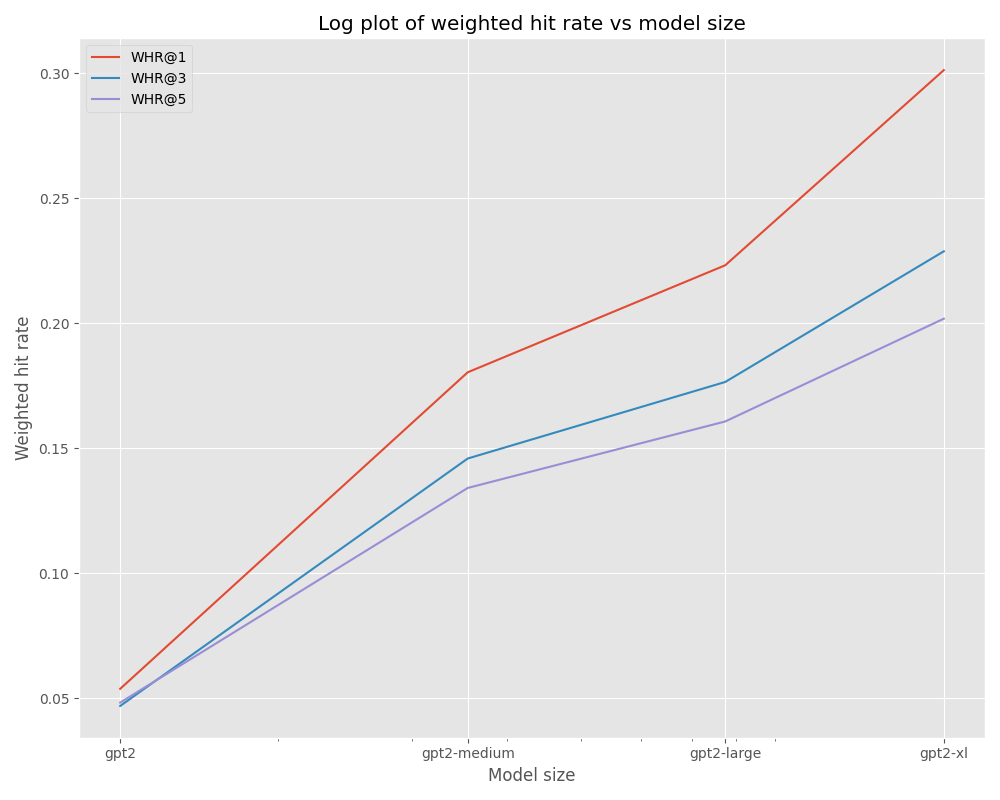 Log plot of weighted hit rate vs model size
WHR@1
WHR@3
WHR@5
Weighted hit rate
0.30
0.25
0.20
0.15
0.10
0.05
gpt2
gpt2-medium
gpt2-large
gpt2-xl
Model size